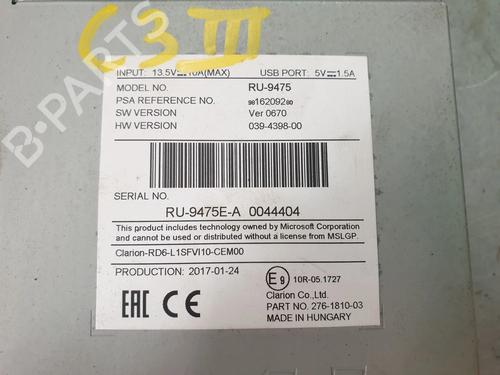 C3 III
INPUT: 13.5V⎓10A(MAX) USB PORT: 5V⎓1.5A
MODEL NO. RU-9475
PSA REFERENCE NO. 9816209280
SW VERSION Ver 0670
HW VERSION 039-4398-00
SERIAL NO.
RU-9475E-A 0044404
This product includes technology owned by Microsoft Corporation
and cannot be used or distributed without a license from MSLGP.
Clarion-RD6-L1SFVI10-CEM00
PRODUCTION: 2017-01-24
E9 10R-05.1727
EAC CE
Clarion Co.,Ltd.
PART NO. 276-1810-03
MADE IN HUNGARY
B-Parts